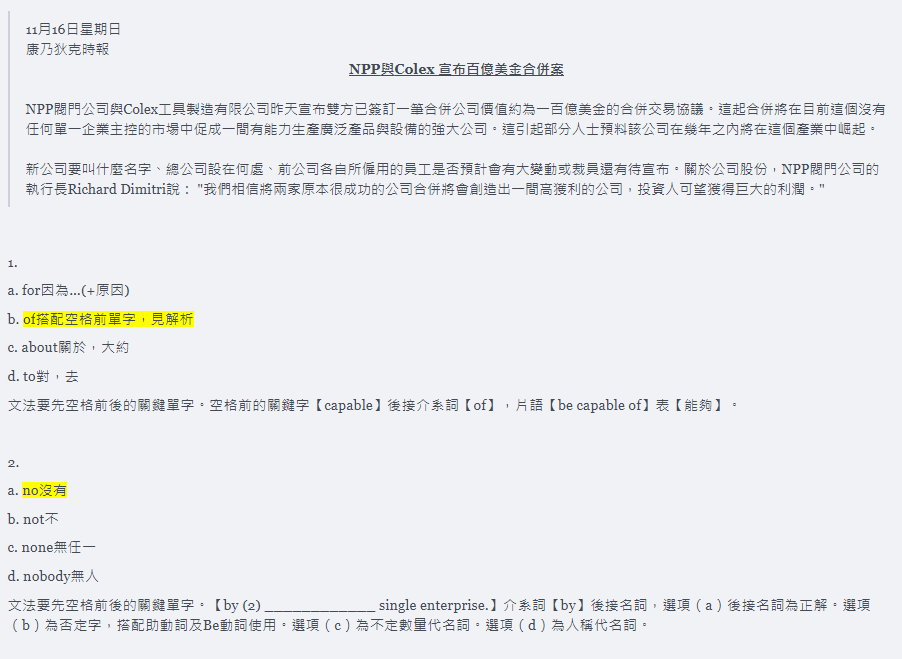 11月16日星期日
康乃狄克時報
NPP與Colex 宣布百億美金合併案
NPP閥門公司與Colex工具製造有限公司昨天宣布雙方已簽訂一筆合併公司價值約為一百億美金的合併交易協議。這起合併將在目前這個沒有
任何單一企業主控的市場中促成一間有能力生產廣泛產品與設備的強大公司。這引起部分人士預料該公司在幾年之內將在這個產業中崛起。
新公司要叫什麼名字、總公司設在何處、前公司各自所僱用的員工是否預計會有大變動或裁員還有待宣布。關於公司股份，NPP閥門公司的
執行長Richard Dimitri說： "我們相信將兩家原本很成功的公司合併將會創造出一間高獲利的公司，投資人可望獲得巨大的利潤。"
1.
a. for因為...(+原因)
b. of搭配空格前單字，見解析
c. about關於，大約
d. to對，去
文法要先空格前後的關鍵單字。空格前的關鍵字【capable】後接介系詞【of】，片語【be capable of】表【能夠】。
2.
a. no沒有
b. not不
c. none無任一
d. nobody無人
文法要先空格前後的關鍵單字。【by (2) ____________ single enterprise.】介系詞【by】後接名詞，選項（a）後接名詞為正解。選項
（b）為否定字，搭配助動詞及Be動詞使用。選項（c）為不定數量代名詞。選項（d）為人稱代名詞。